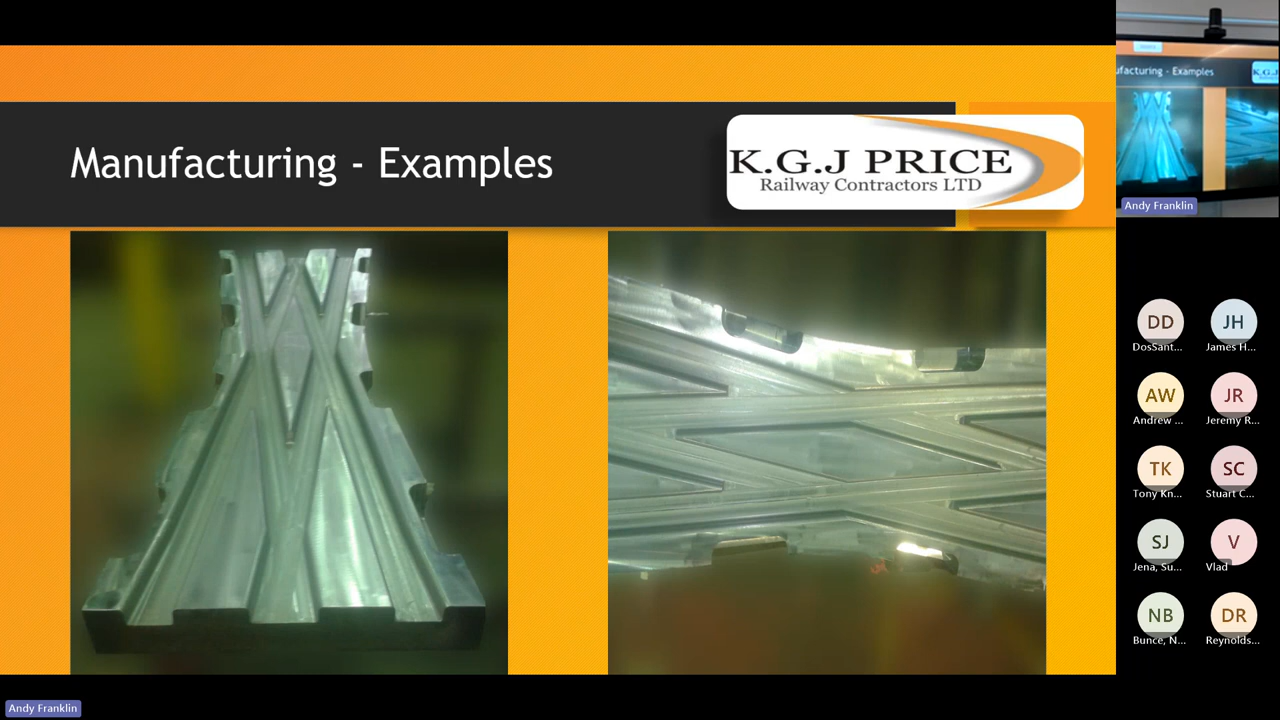 Manufacturing - Examples
K.G.J PRICE
Railway Contractors LTD
ufacturing - Examples
K.G.J
Andy Franklin
DD
JH
DosSant...
James H...
AW
JR
Andrew ...
Jeremy R...
TK
SC
Tony Kn...
Stuart C...
SJ
V
Jena, Su...
Vlad
NB
DR
Bunce, N...
Reynolds...
Andy Franklin